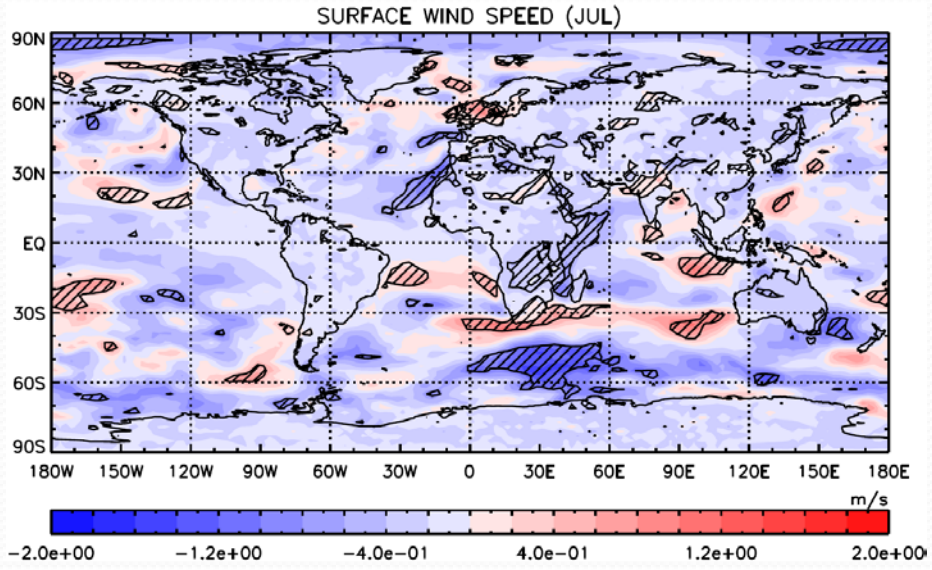 SURFACE WIND SPEED (JUL)
90N
60N
30N
EQ
30S
60S
90S
180W 150W 120W 90W 60W 30W 0 30E 60E 90E 120E 150E 180E
m/s
-2.0e+00 -1.2e+00 -4.0e-01 4.0e-01 1.2e+00 2.0e+00